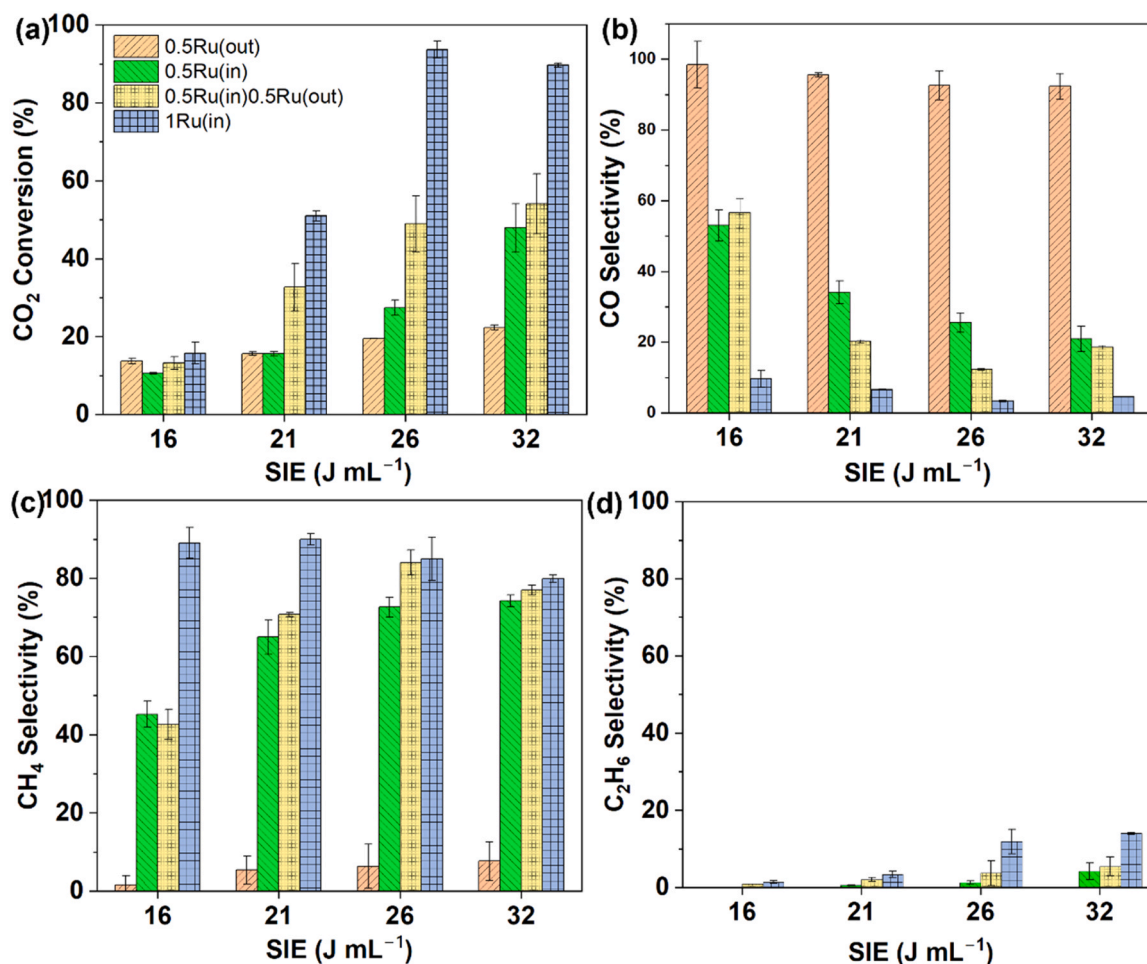 (a)
100
80
60
40
20
0
CO₂ Conversion (%)
0.5Ru(out)
0.5Ru(in)
0.5Ru(in)0.5Ru(out)
1Ru(in)
16 21 26 32
SIE (J mL⁻¹)
(b)
100
80
60
40
20
0
CO Selectivity (%)
16 21 26 32
SIE (J mL⁻¹)
(c)
100
80
60
40
20
0
CH₄ Selectivity (%)
16 21 26 32
SIE (J mL⁻¹)
(d)
100
80
60
40
20
0
C₂H₆ Selectivity (%)
16 21 26 32
SIE (J mL⁻¹)